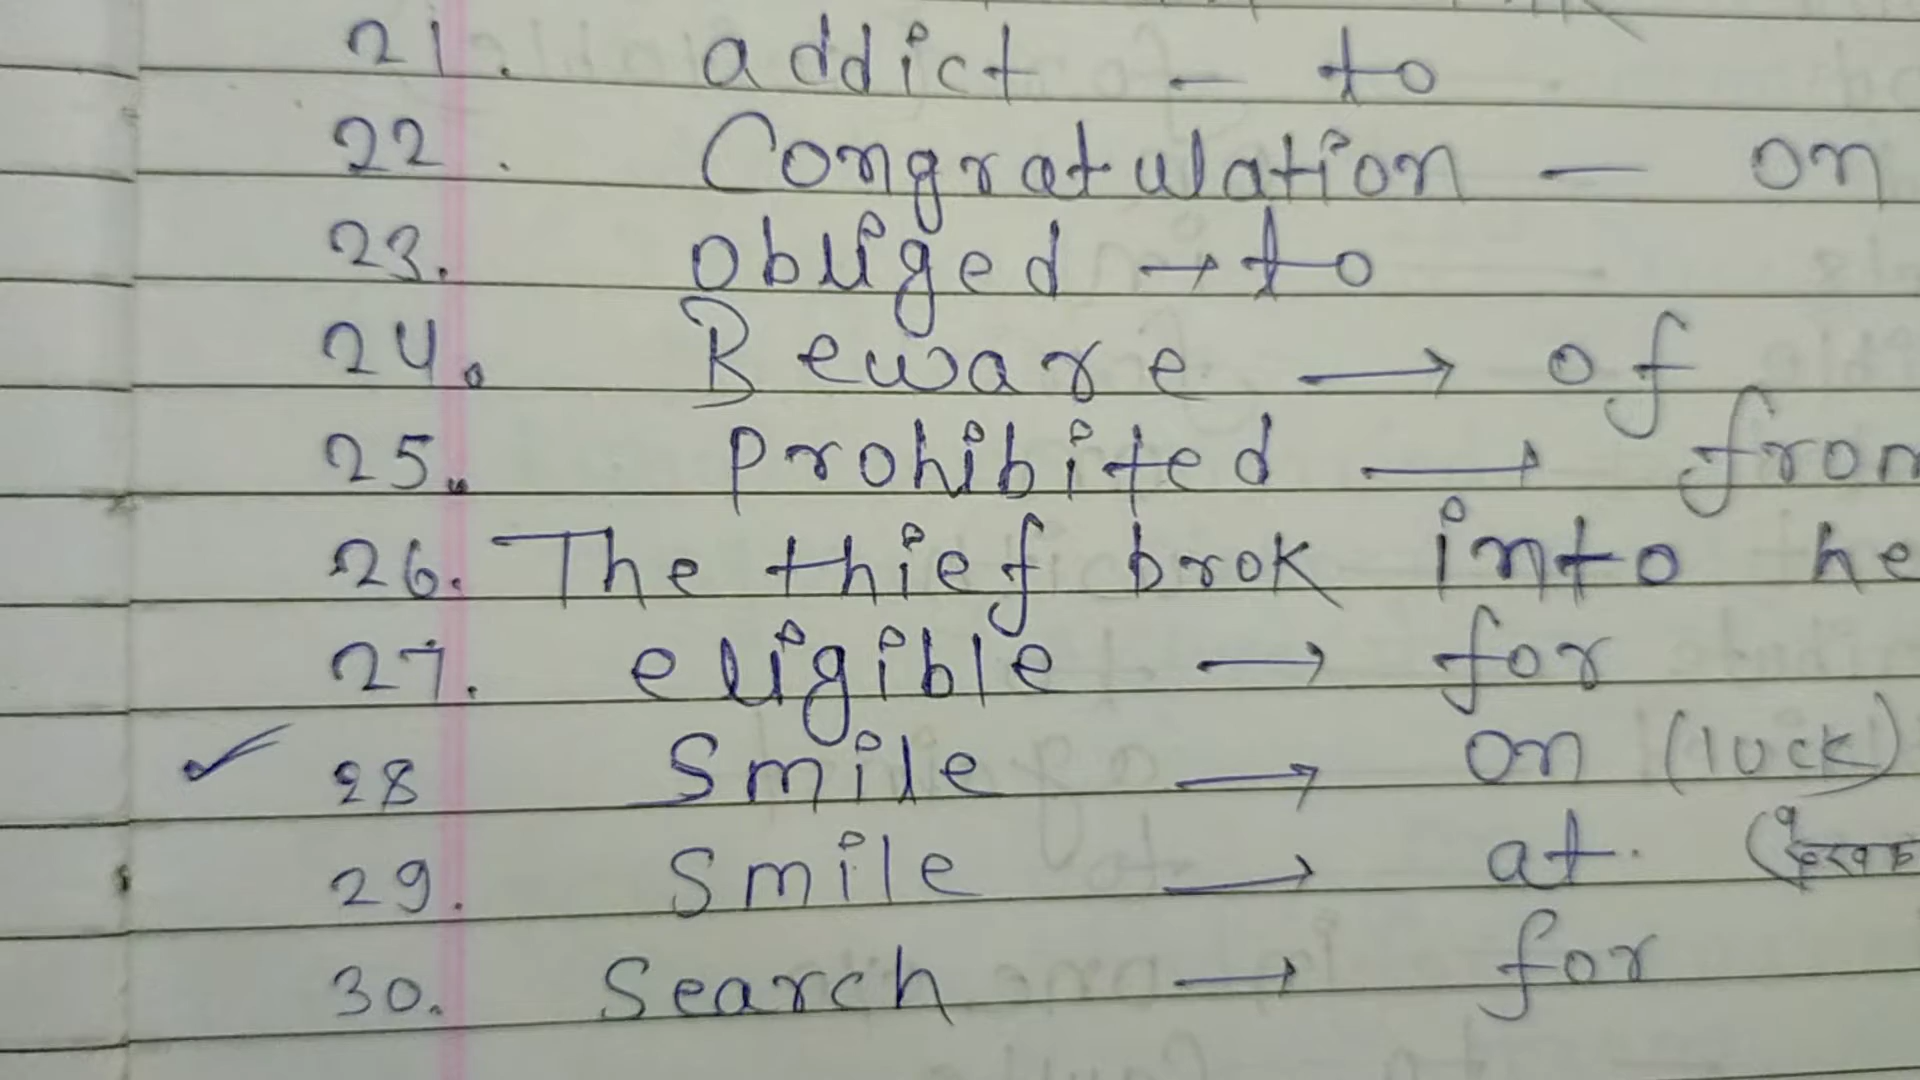 21. addict - to
22. Congratulation - on
23. obliged → to
24. Beware → of
25. prohibited → from
26. The thief brok into he
27. eligible → for
✓ 28 Smile → on (luck)
29. Smile → at. (
30. Search → for